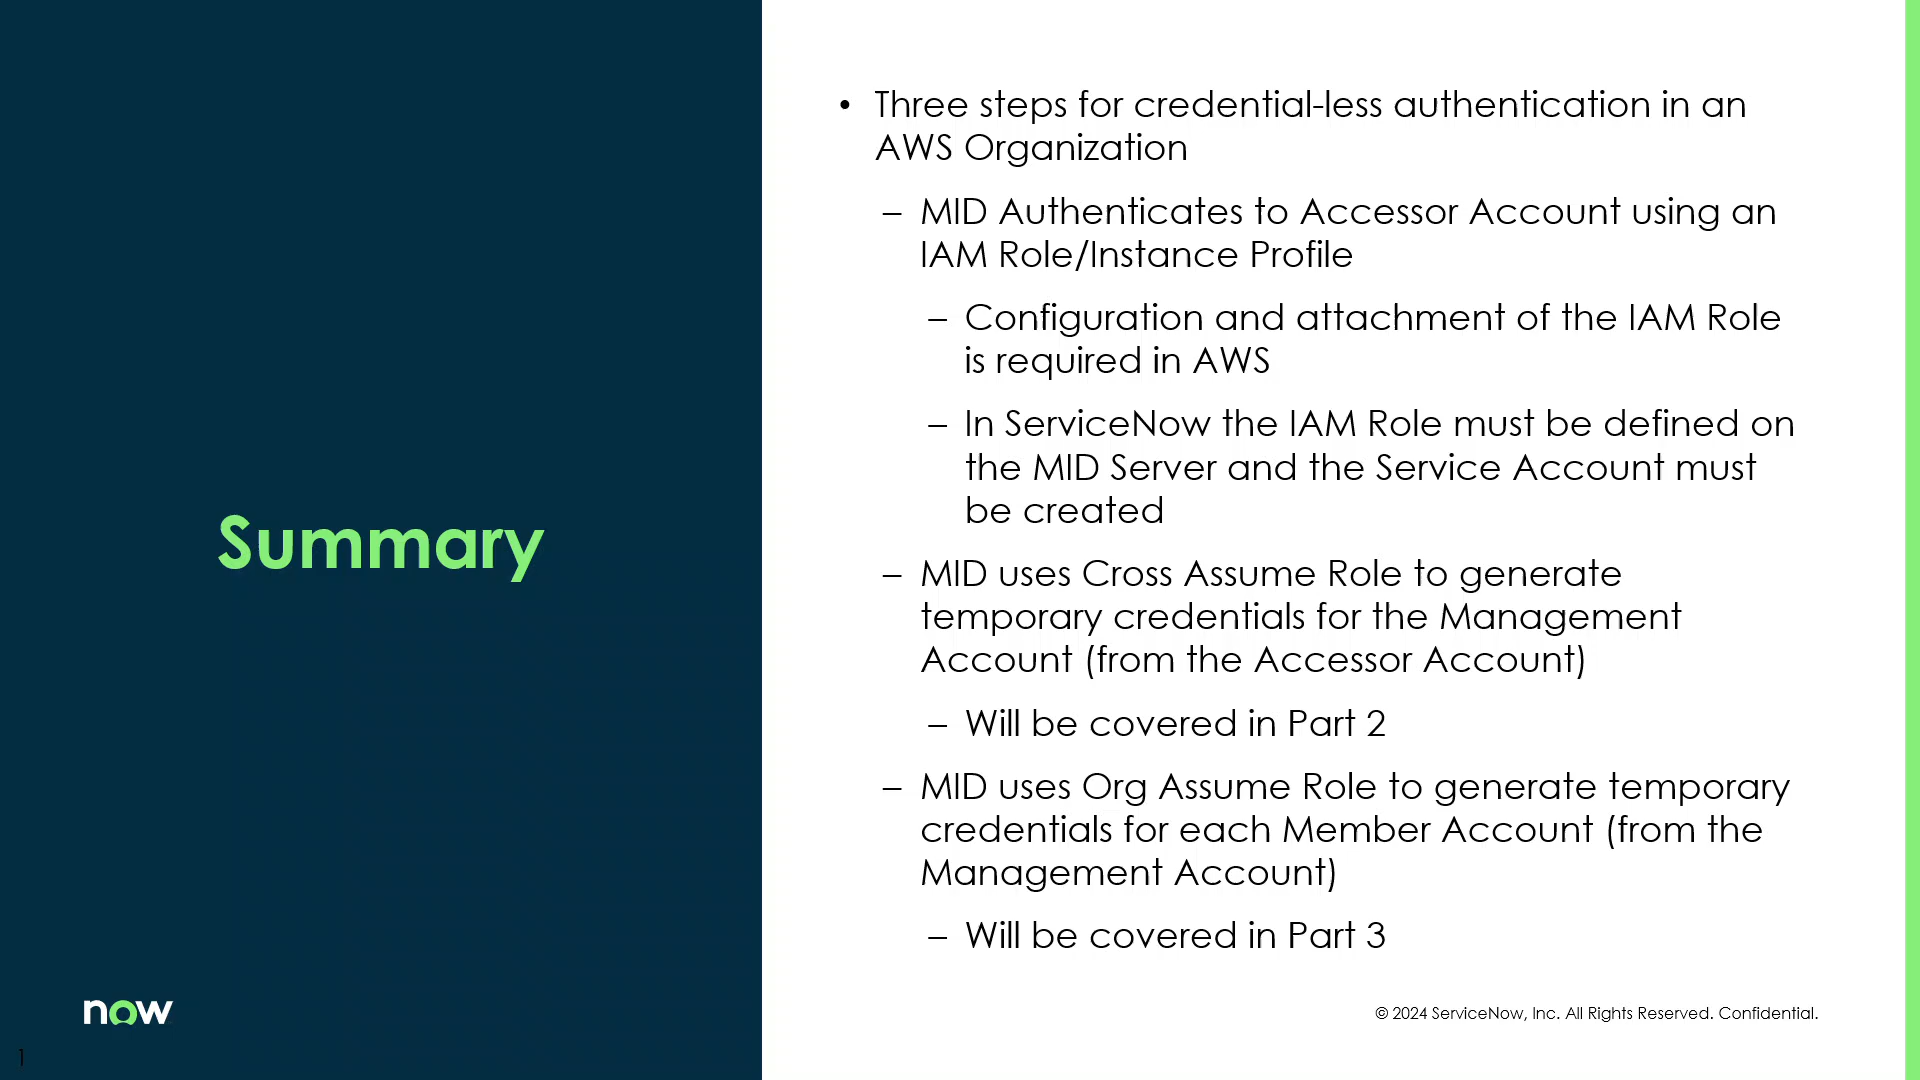 Summary
• Three steps for credential-less authentication in an
AWS Organization
– MID Authenticates to Accessor Account using an
IAM Role/Instance Profile
– Configuration and attachment of the IAM Role
is required in AWS
– In ServiceNow the IAM Role must be defined on
the MID Server and the Service Account must
be created
– MID uses Cross Assume Role to generate
temporary credentials for the Management
Account (from the Accessor Account)
– Will be covered in Part 2
– MID uses Org Assume Role to generate temporary
credentials for each Member Account (from the
Management Account)
– Will be covered in Part 3
now
© 2024 ServiceNow, Inc. All Rights Reserved. Confidential.
1